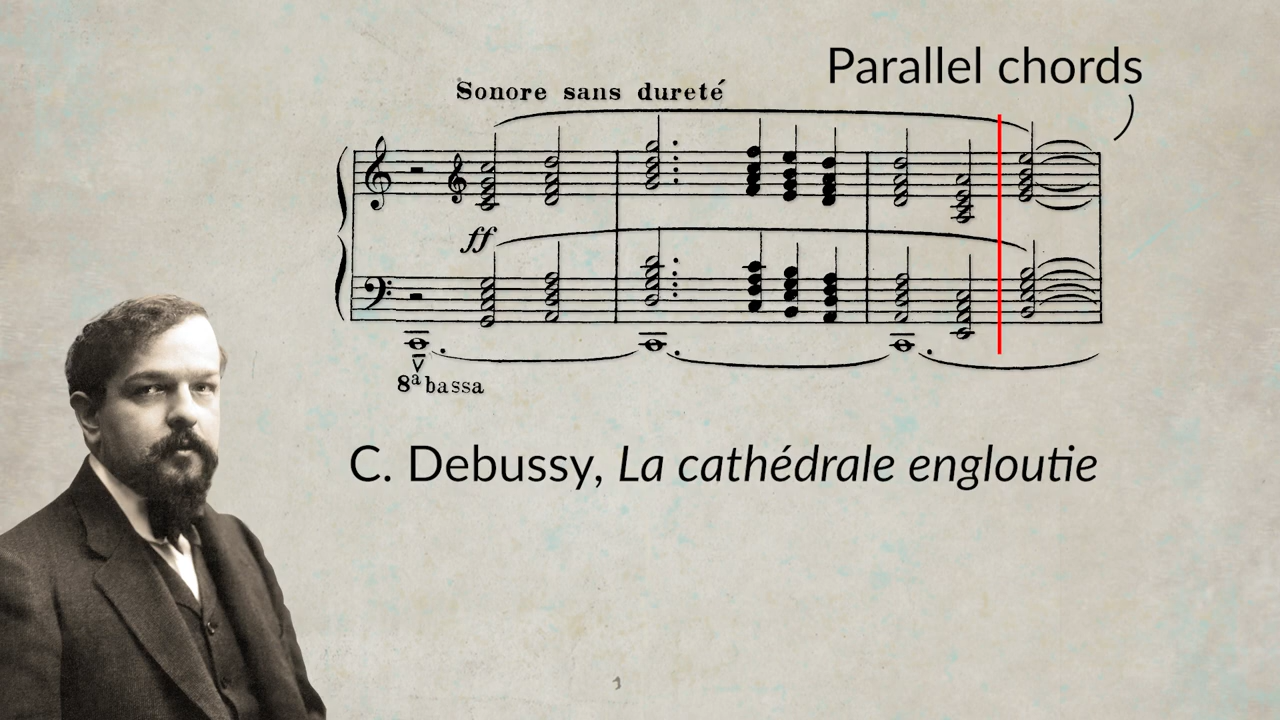 Parallel chords
Sonore sans dureté
ff
8ª bassa
C. Debussy, La cathédrale engloutie